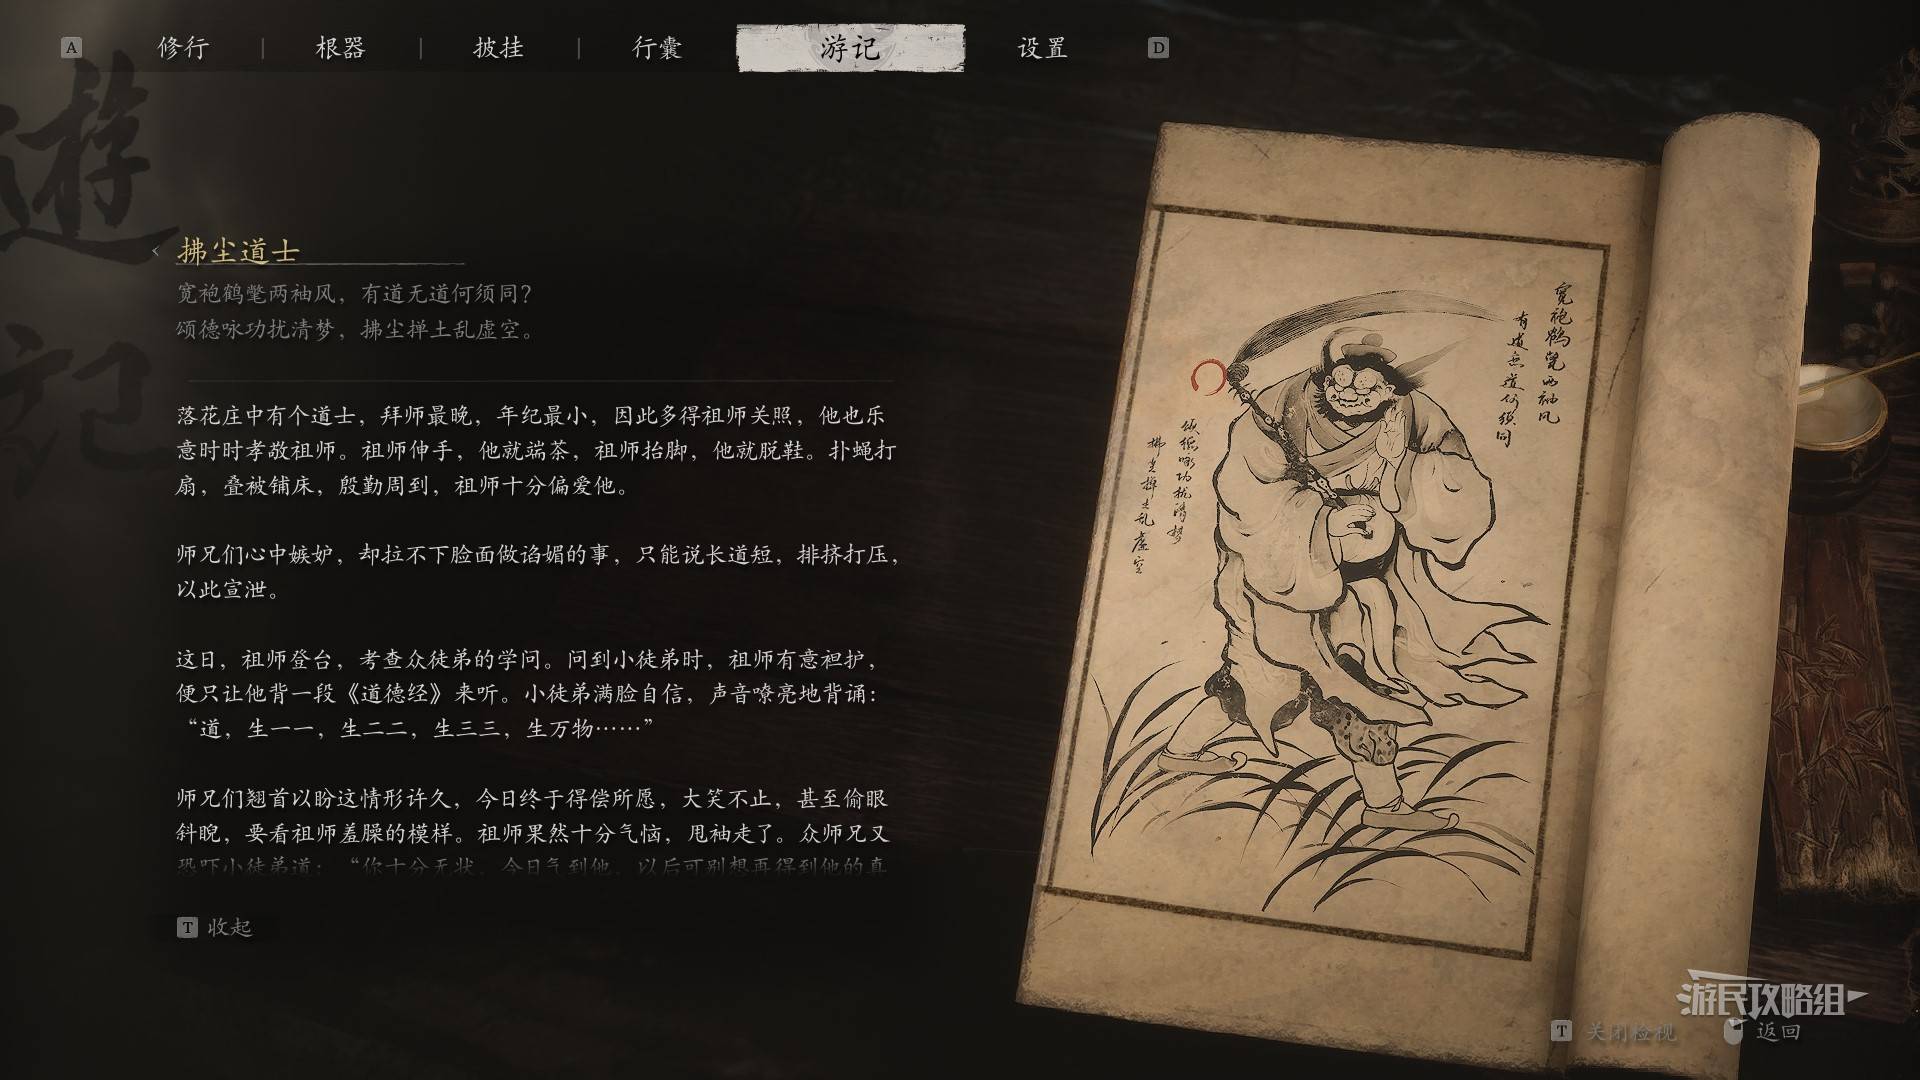 A 修行 | 根器 | 披挂 | 行囊 游记 设置 D
遊記
拂尘道士
宽袍鹤氅两袖风，有道无道何须同？
颂德咏功扰清梦，拂尘掸土乱虚空。
落花庄中有个道士，拜师最晚，年纪最小，因此多得祖师关照，他也乐
意时时孝敬祖师。祖师伸手，他就端茶，祖师抬脚，他就脱鞋。扑蝇打
扇，叠被铺床，殷勤周到，祖师十分偏爱他。
师兄们心中嫉妒，却拉不下脸面做谄媚的事，只能说长道短，排挤打压，
以此宣泄。
这日，祖师登台，考查众徒弟的学问。问到小徒弟时，祖师有意袒护，
便只让他背一段《道德经》来听。小徒弟满脸自信，声音嘹亮地背诵：
“道，生一一，生二二，生三三，生万物……”
师兄们翘首以盼这情形许久，今日终于得偿所愿，大笑不止，甚至偷眼
斜睨，要看祖师羞臊的模样。祖师果然十分气恼，甩袖走了。众师兄又
恐吓小徒弟道：“你十分无状，今日气到他，以后可别想再得到他的真
T 收起
宽袍鹤氅两袖风
有道无道何须同
颂德咏功扰清梦
拂尘掸土乱虚空
游民攻略组
T 关闭检视 返回